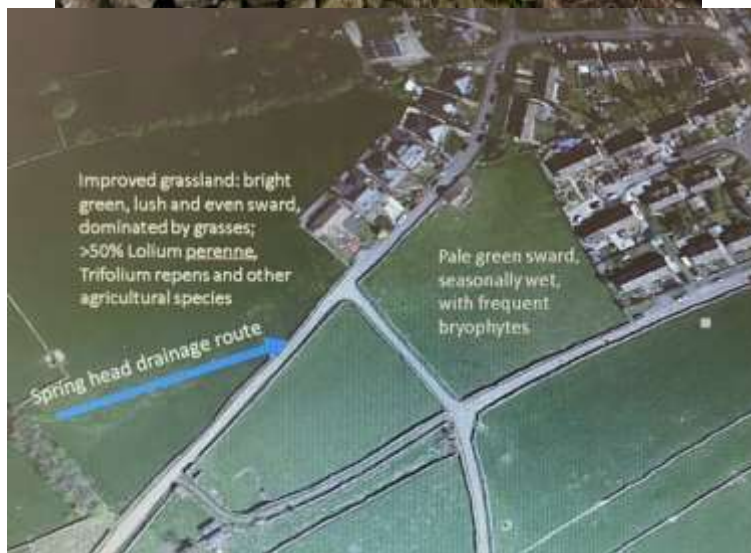 Improved grassland: bright
green, lush and even sward,
dominated by grasses;
>50% Lolium perenne,
Trifolium repens and other
agricultural species
Pale green sward,
seasonally wet,
with frequent
bryophytes
Spring head drainage route